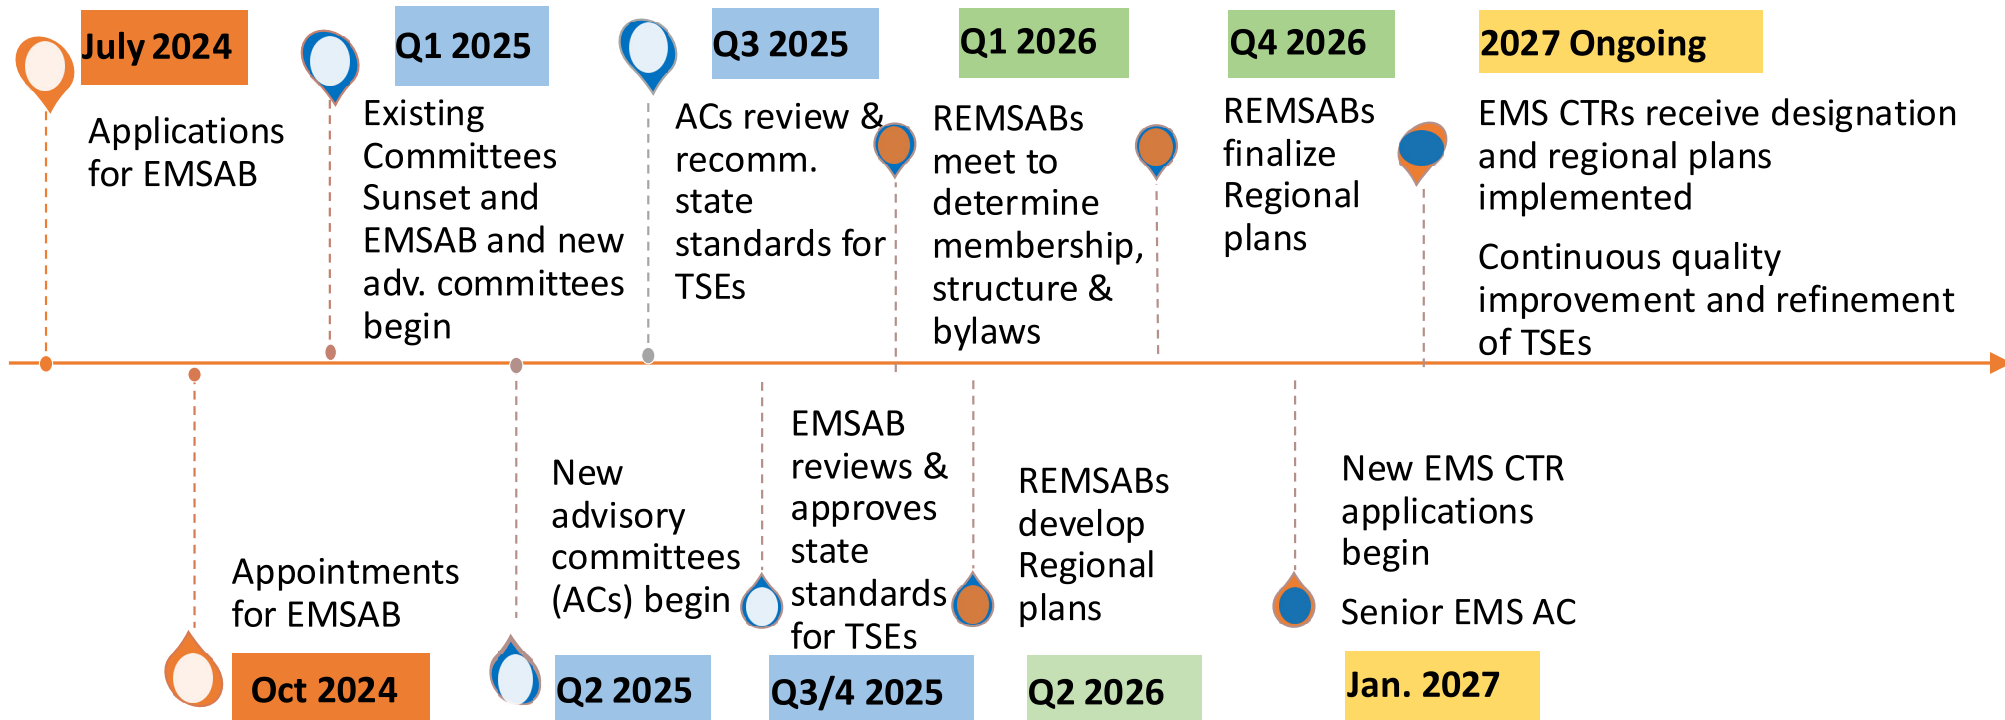 July 2024
Applications
for EMSAB
Q1 2025
Existing
Committees
Sunset and
EMSAB and new
adv. committees
begin
Q3 2025
ACs review &
recomm.
state
standards for
TSEs
Q1 2026
REMSABs
meet to
determine
membership,
structure &
bylaws
Q4 2026
REMSABs
finalize
Regional
plans
2027 Ongoing
EMS CTRs receive designation
and regional plans
implemented
Continuous quality
improvement and refinement
of TSEs
Appointments
for EMSAB
Oct 2024
New
advisory
committees
(ACs) begin
Q2 2025
EMSAB
reviews &
approves
state
standards
for TSEs
Q3/4 2025
REMSABs
develop
Regional
plans
Q2 2026
New EMS CTR
applications
begin
Senior EMS AC
Jan. 2027